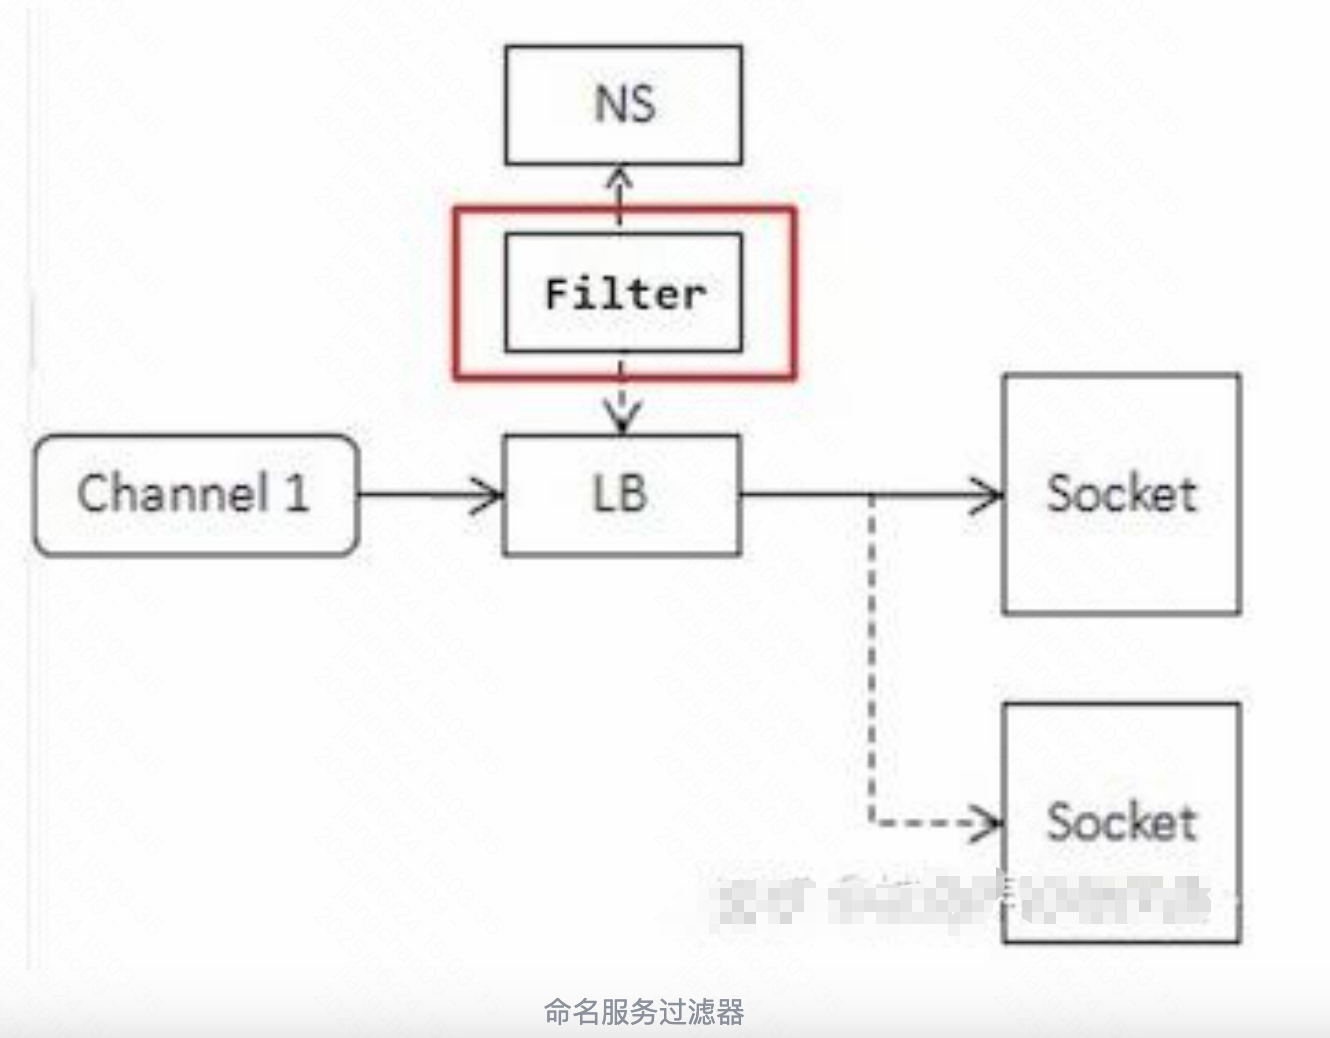 NS
Filter
Channel 1
LB
Socket
Socket
命名服务过滤器